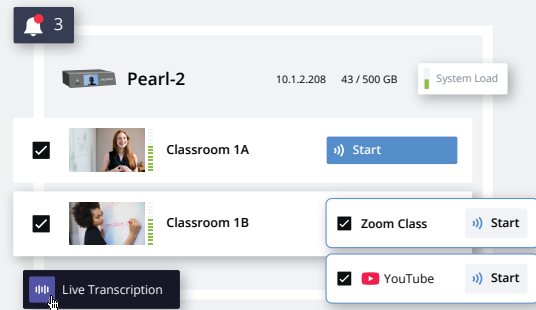 3
Pearl-2 10.1.2.208 43 / 500 GB System Load
Classroom 1A Start
Classroom 1B
Zoom Class Start
YouTube Start
Live Transcription